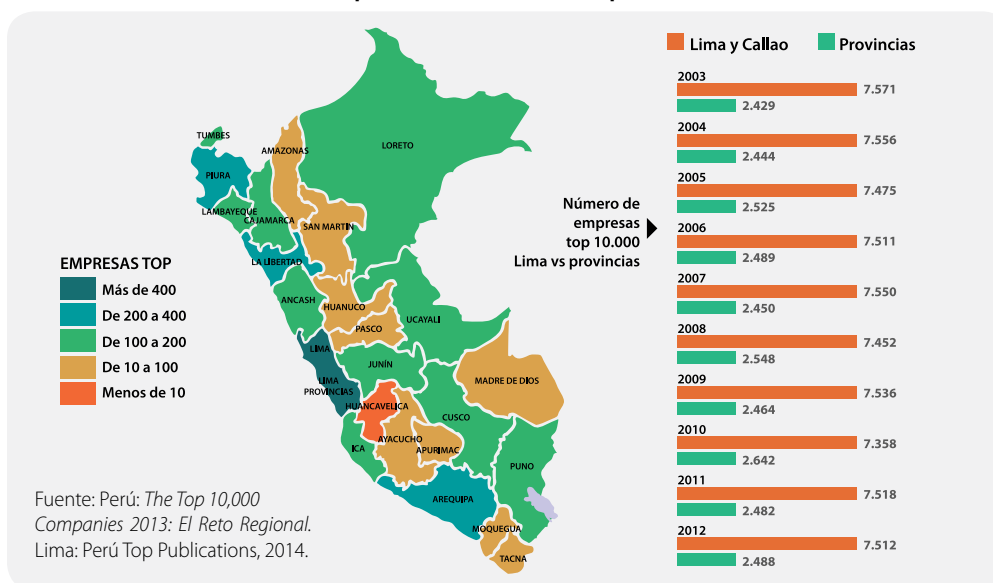 TUMBES
PIURA
LAMBAYEQUE
CAJAMARCA
AMAZONAS
LORETO
SAN MARTIN
LA LIBERTAD
ANCASH
HUANUCO
PASCO
UCAYALI
LIMA
LIMA
PROVINCIAS
JUNÍN
MADRE DE DIOS
HUANCAVELICA
CUSCO
ICA
AYACUCHO
APURIMAC
PUNO
AREQUIPA
MOQUEGUA
TACNA
EMPRESAS TOP
Más de 400
De 200 a 400
De 100 a 200
De 10 a 100
Menos de 10
Fuente: Perú: The Top 10,000
Companies 2013: El Reto Regional.
Lima: Perú Top Publications, 2014.
Número de
empresas
top 10.000
Lima vs provincias
Lima y Callao Provincias
2003
7.571
2.429
2004
7.556
2.444
2005
7.475
2.525
2006
7.511
2.489
2007
7.550
2.450
2008
7.452
2.548
2009
7.536
2.464
2010
7.358
2.642
2011
7.518
2.482
2012
7.512
2.488